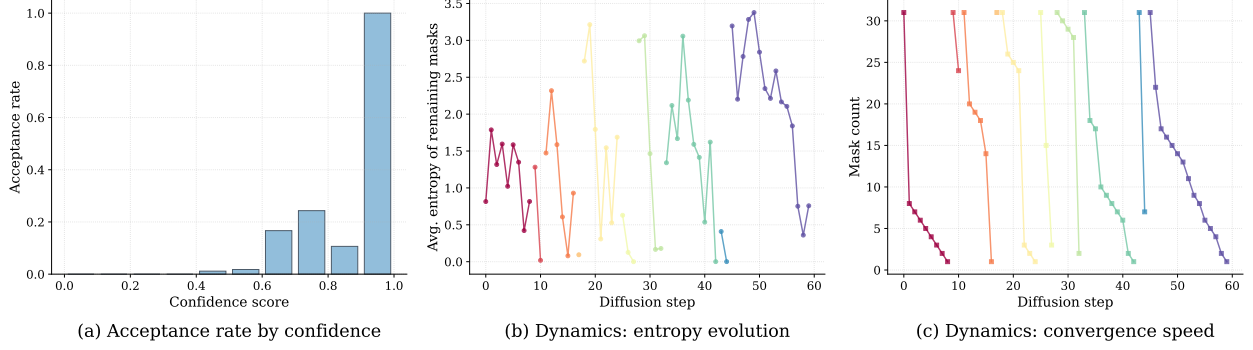 1.0
0.8
0.6
0.4
0.2
0.0
Acceptance rate
0.0 0.2 0.4 0.6 0.8 1.0
Confidence score
(a) Acceptance rate by confidence
3.5
3.0
2.5
2.0
1.5
1.0
0.5
0.0
Avg. entropy of remaining masks
0 10 20 30 40 50 60
Diffusion step
(b) Dynamics: entropy evolution
30
25
20
15
10
5
0
Mask count
0 10 20 30 40 50 60
Diffusion step
(c) Dynamics: convergence speed